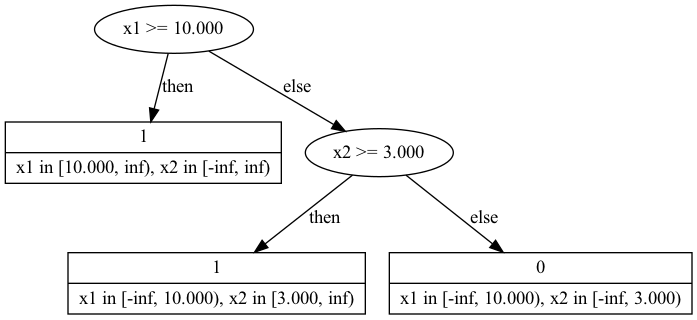 x1 >= 10.000
then
else
1
x1 in [10.000, inf), x2 in [-inf, inf)
x2 >= 3.000
then
else
1
x1 in [-inf, 10.000), x2 in [3.000, inf)
0
x1 in [-inf, 10.000), x2 in [-inf, 3.000)